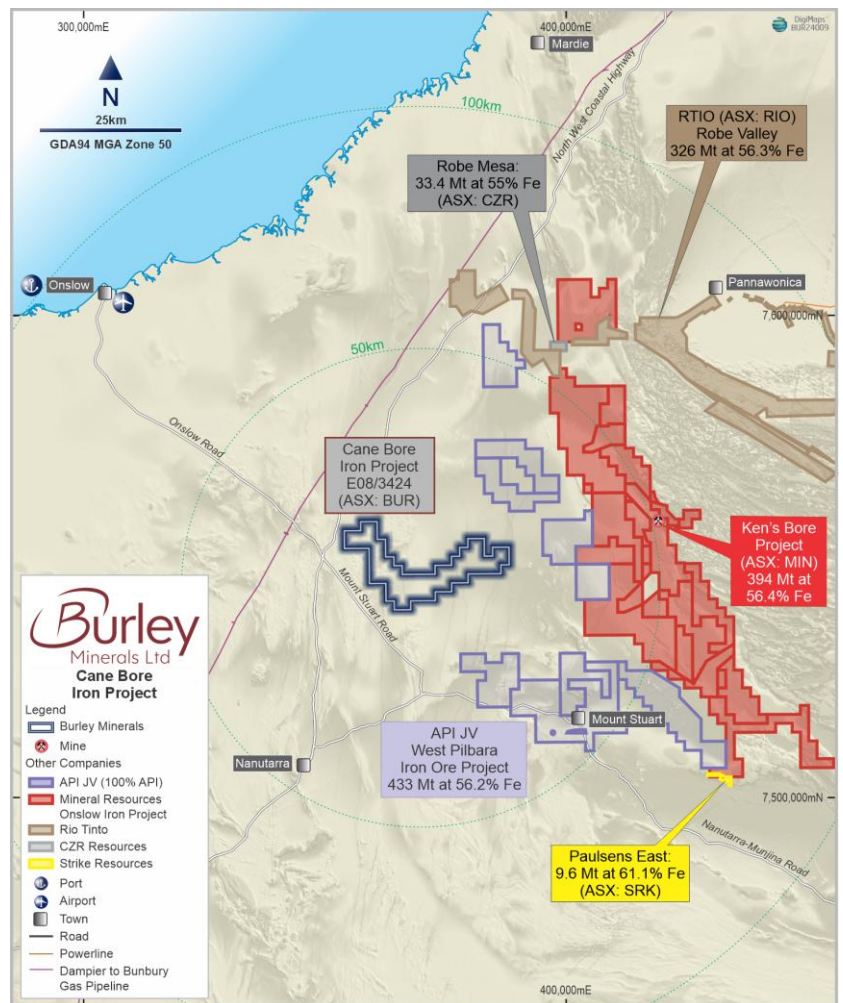 300,000mE
400,000mE
DigiMaps
BUR24009
Mardie
N
25km
GDA94 MGA Zone 50
100km
North West Coastal Highway
RTIO (ASX: RIO)
Robe Valley
326 Mt at 56.3% Fe
Robe Mesa:
33.4 Mt at 55% Fe
(ASX: CZR)
Onslow
Pannawonica
7,600,000mN
50km
Onslow Road
Cane Bore
Iron Project
E08/3424
(ASX: BUR)
Ken's Bore
Project
(ASX: MIN)
394 Mt at
56.4% Fe
Mount Stuart Road
Mount Stuart
API JV
West Pilbara
Iron Ore Project
433 Mt at 56.2% Fe
Nanutarra
7,500,000mN
Nanutarra-Munjina Road
Paulsens East:
9.6 Mt at 61.1% Fe
(ASX: SRK)
Burley
Minerals Ltd
Cane Bore
Iron Project
Legend
Burley Minerals
Mine
Other Companies
API JV (100% API)
Mineral Resources
Onslow Iron Project
Rio Tinto
CZR Resources
Strike Resources
Port
Airport
Town
Road
Powerline
Dampier to Bunbury
Gas Pipeline
400,000mE